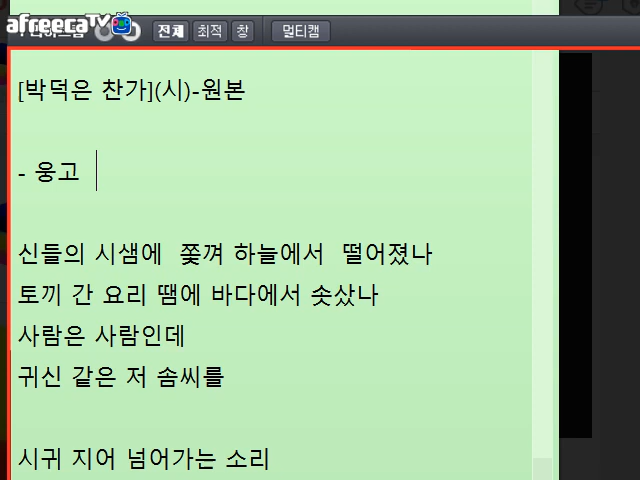 afreecaTV
전체 최적 창 멀티캠
[박덕은 찬가](시)-원본
- 웅고
신들의 시샘에 쫓껴 하늘에서 떨어졌나
토끼 간 요리 땜에 바다에서 솟샀나
사람은 사람인데
귀신 같은 저 솜씨를
시귀 지어 넘어가는 소리